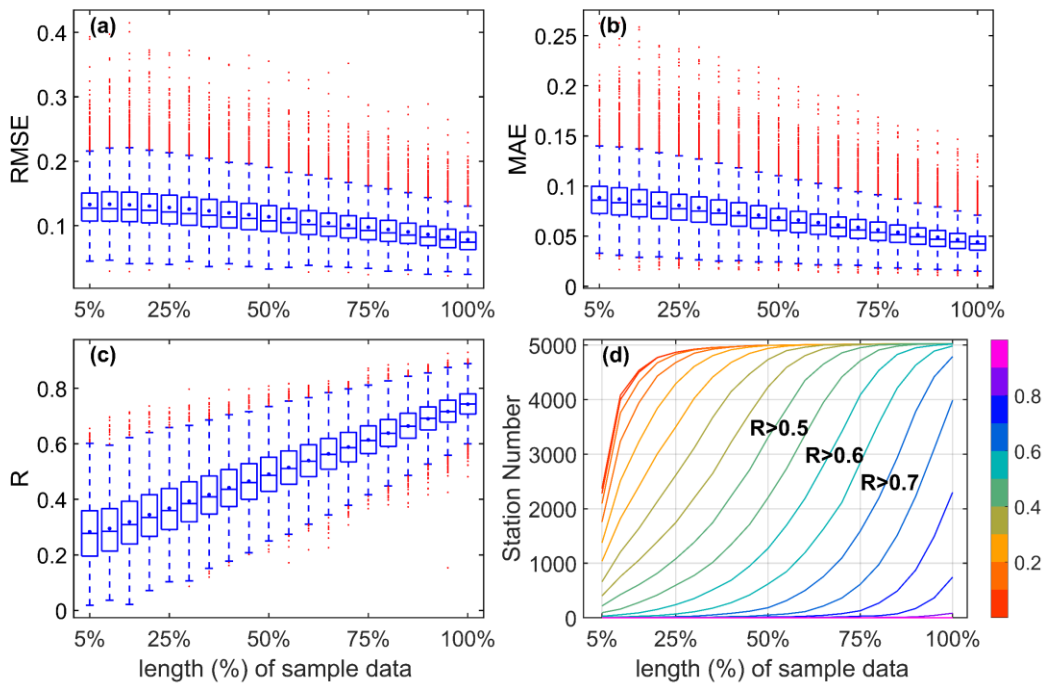 (a)
RMSE
0.4
0.3
0.2
0.1
5% 25% 50% 75% 100%
(b)
MAE
0.25
0.2
0.15
0.1
0.05
0
5% 25% 50% 75% 100%
(c)
R
0.8
0.6
0.4
0.2
0
5% 25% 50% 75% 100%
length (%) of sample data
(d)
Station Number
5000
4000
3000
2000
1000
0
R>0.5
R>0.6
R>0.7
5% 25% 50% 75% 100%
length (%) of sample data
0.8
0.6
0.4
0.2